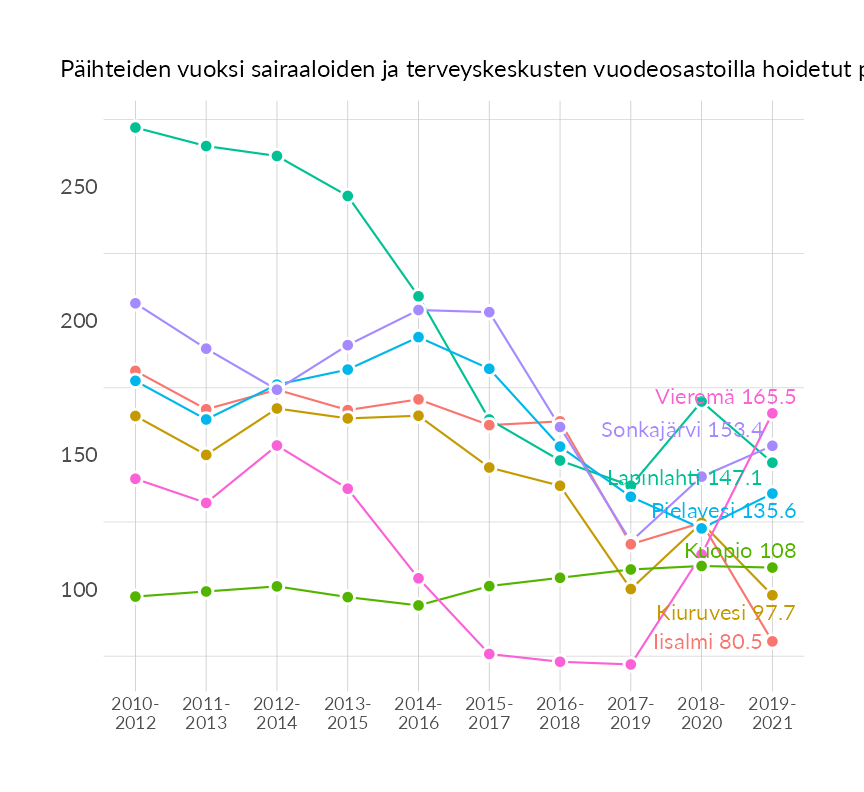 Päihteiden vuoksi sairaaloiden ja terveyskeskusten vuodeosastoilla hoidetut
250
200
150
100
Vieremä 165.5
Sonkajärvi 153.4
Lapinlahti 147.1
Pielavesi 135.6
Kuopio 108
Kiuruvesi 97.7
Iisalmi 80.5
2010- 2011- 2012- 2013- 2014- 2015- 2016- 2017- 2018- 2019-
2012 2013 2014 2015 2016 2017 2018 2019 2020 2021